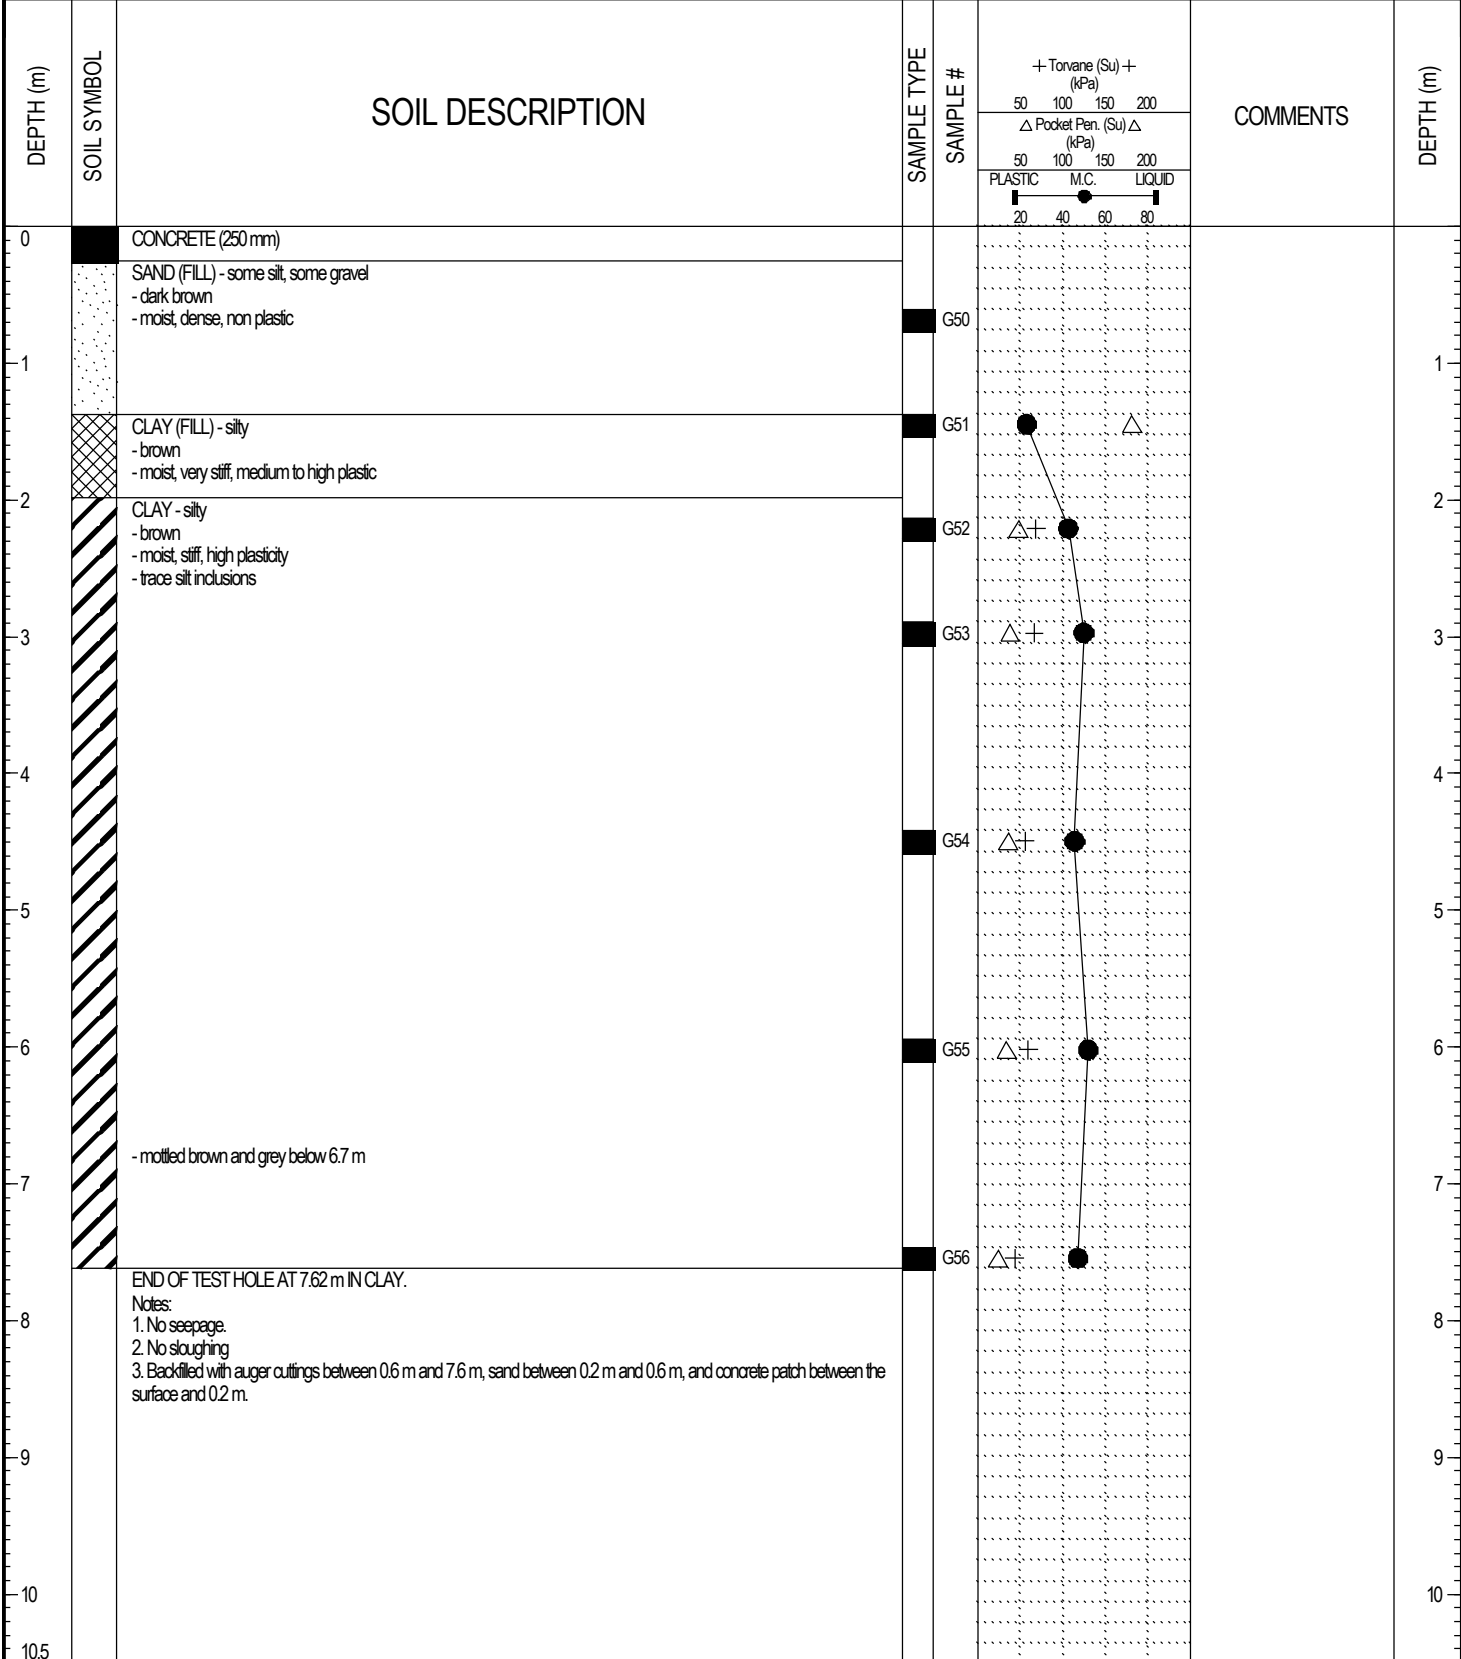 DEPTH (m)
SOIL SYMBOL
SOIL DESCRIPTION
SAMPLE TYPE
SAMPLE #
Torvane (Su)
(kPa)
50 100 150 200
Pocket Pen. (Su)
(kPa)
50 100 150 200
PLASTIC M.C. LIQUID
20 40 60 80
COMMENTS
DEPTH (m)
0
CONCRETE (250 mm)
SAND (FILL) - some silt, some gravel
- dark brown
- moist, dense, non plastic
G50
1 1
CLAY (FILL) - silty
G51
- brown
- moist, very stiff, medium to high plastic
2 2
CLAY - silty
- brown
G52
- moist, stiff, high plasticity
- trace silt inclusions
3 G53 3
4 4
G54
5 5
6 G55 6
- mottled brown and grey below 6.7 m
7 7
G56
END OF TEST HOLE AT 7.62 m IN CLAY.
Notes:
8 8
1. No seepage.
2. No sloughing
3. Backfilled with auger cuttings between 0.6 m and 7.6 m, sand between 0.2 m and 0.6 m, and concrete patch between the
surface and 0.2 m.
9 9
10 10
10.5